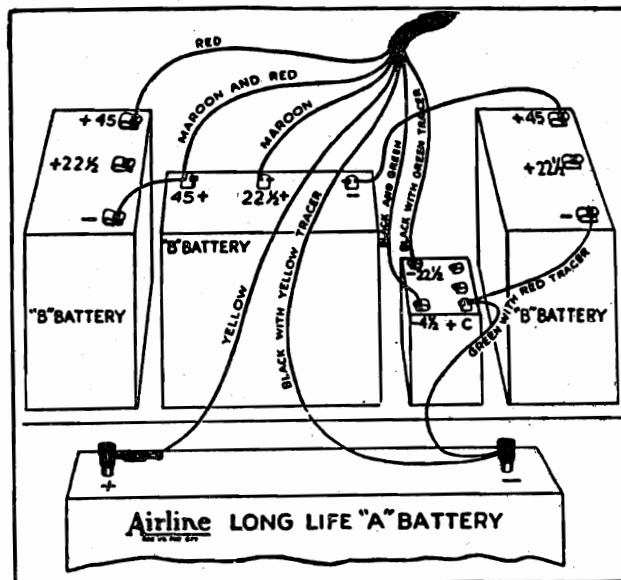 RED
MAROON AND RED
MAROON
BLACK AND GREEN
BLACK WITH GREEN TRACER
+45
+22½
-
45+
22½+
-
+45
+22½
-
"B" BATTERY
"B" BATTERY
"B" BATTERY
-22½
-4½ + C
YELLOW
BLACK WITH YELLOW TRACER
GREEN WITH RED TRACER
+
-
Airline LONG LIFE "A" BATTERY